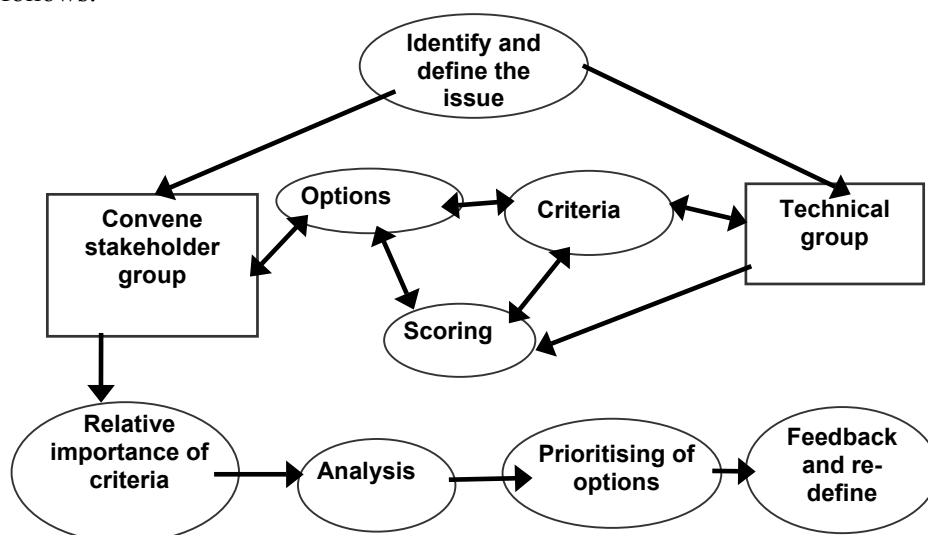 follows:
Identify and
define the
issue
Options
Criteria
Convene
stakeholder
group
Technical
group
Scoring
Relative
importance of
criteria
Analysis
Prioritising of
options
Feedback
and re-
define